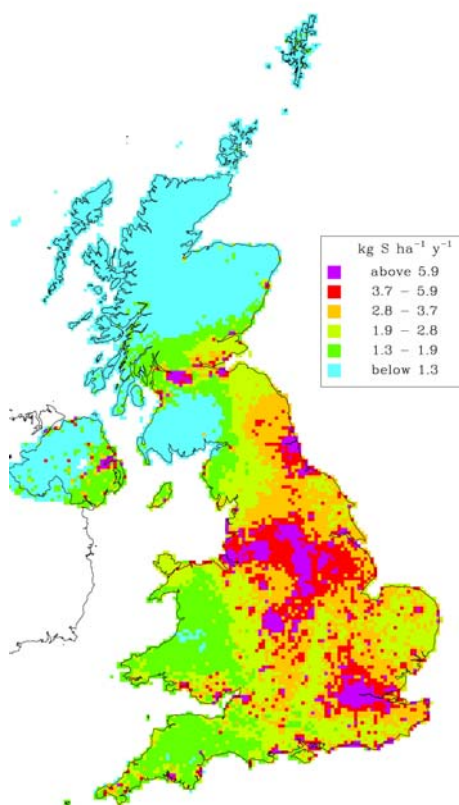 kg S ha⁻¹ y⁻¹
above 5.9
3.7 – 5.9
2.8 – 3.7
1.9 – 2.8
1.3 – 1.9
below 1.3